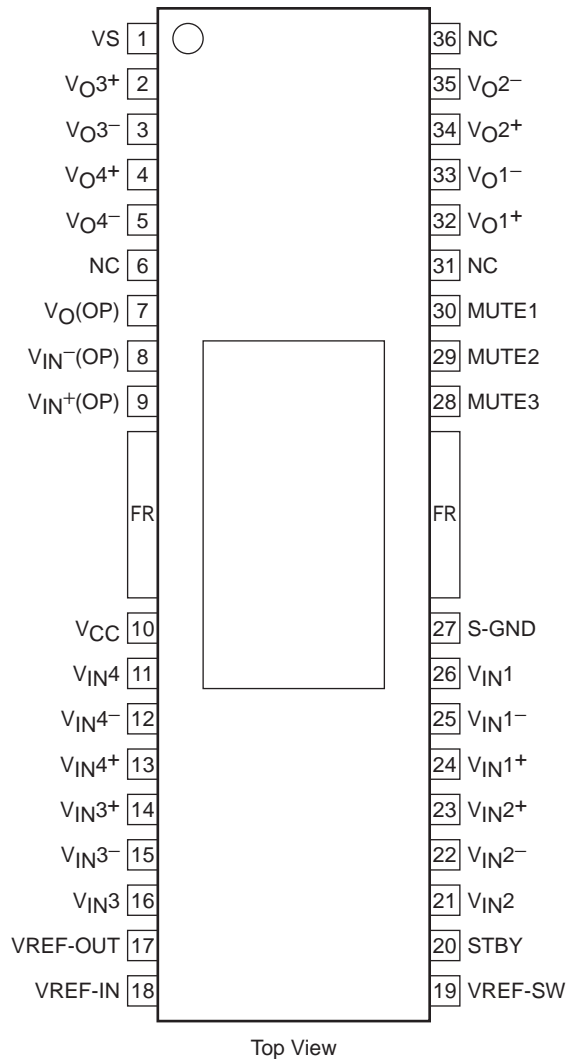 VS 1 36 NC
VO3+ 2 35 VO2−
VO3− 3 34 VO2+
VO4+ 4 33 VO1−
VO4− 5 32 VO1+
NC 6 31 NC
VO(OP) 7 30 MUTE1
VIN−(OP) 8 29 MUTE2
VIN+(OP) 9 28 MUTE3
FR FR
VCC 10 27 S-GND
VIN4 11 26 VIN1
VIN4− 12 25 VIN1−
VIN4+ 13 24 VIN1+
VIN3+ 14 23 VIN2+
VIN3− 15 22 VIN2−
VIN3 16 21 VIN2
VREF-OUT 17 20 STBY
VREF-IN 18 19 VREF-SW
Top View